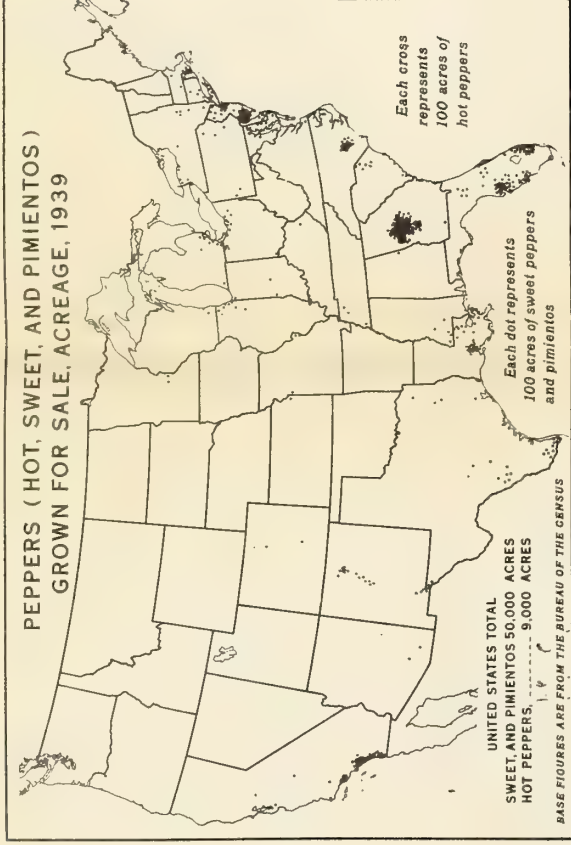 PEPPERS (HOT, SWEET, AND PIMIENTOS)
GROWN FOR SALE, ACREAGE, 1939
Each cross
represents
100 acres of
hot peppers
Each dot represents
100 acres of sweet peppers
and pimientos
UNITED STATES TOTAL
SWEET, AND PIMIENTOS 50,000 ACRES
HOT PEPPERS, -------- 9,000 ACRES
BASE FIGURES ARE FROM THE BUREAU OF THE CENSUS